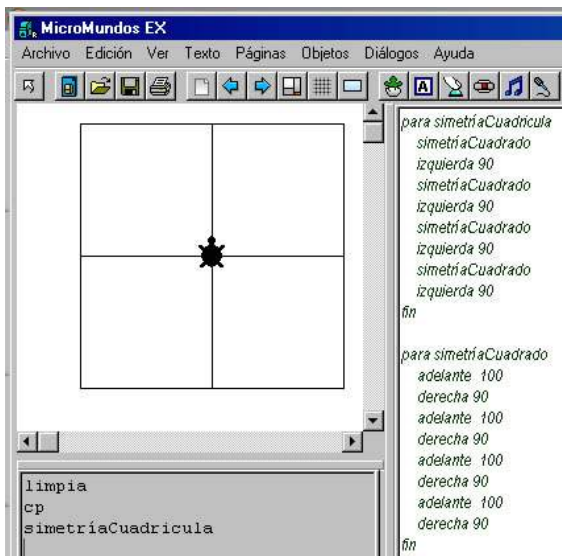 MicroMundos EX
Archivo Edición Ver Texto Páginas Objetos Diálogos Ayuda
A
para simetríaCuadricula
simetríaCuadrado
izquierda 90
simetríaCuadrado
izquierda 90
simetríaCuadrado
izquierda 90
simetríaCuadrado
izquierda 90
fin
para simetríaCuadrado
adelante 100
derecha 90
adelante 100
derecha 90
adelante 100
derecha 90
adelante 100
derecha 90
fin
limpia
cp
simetríaCuadricula